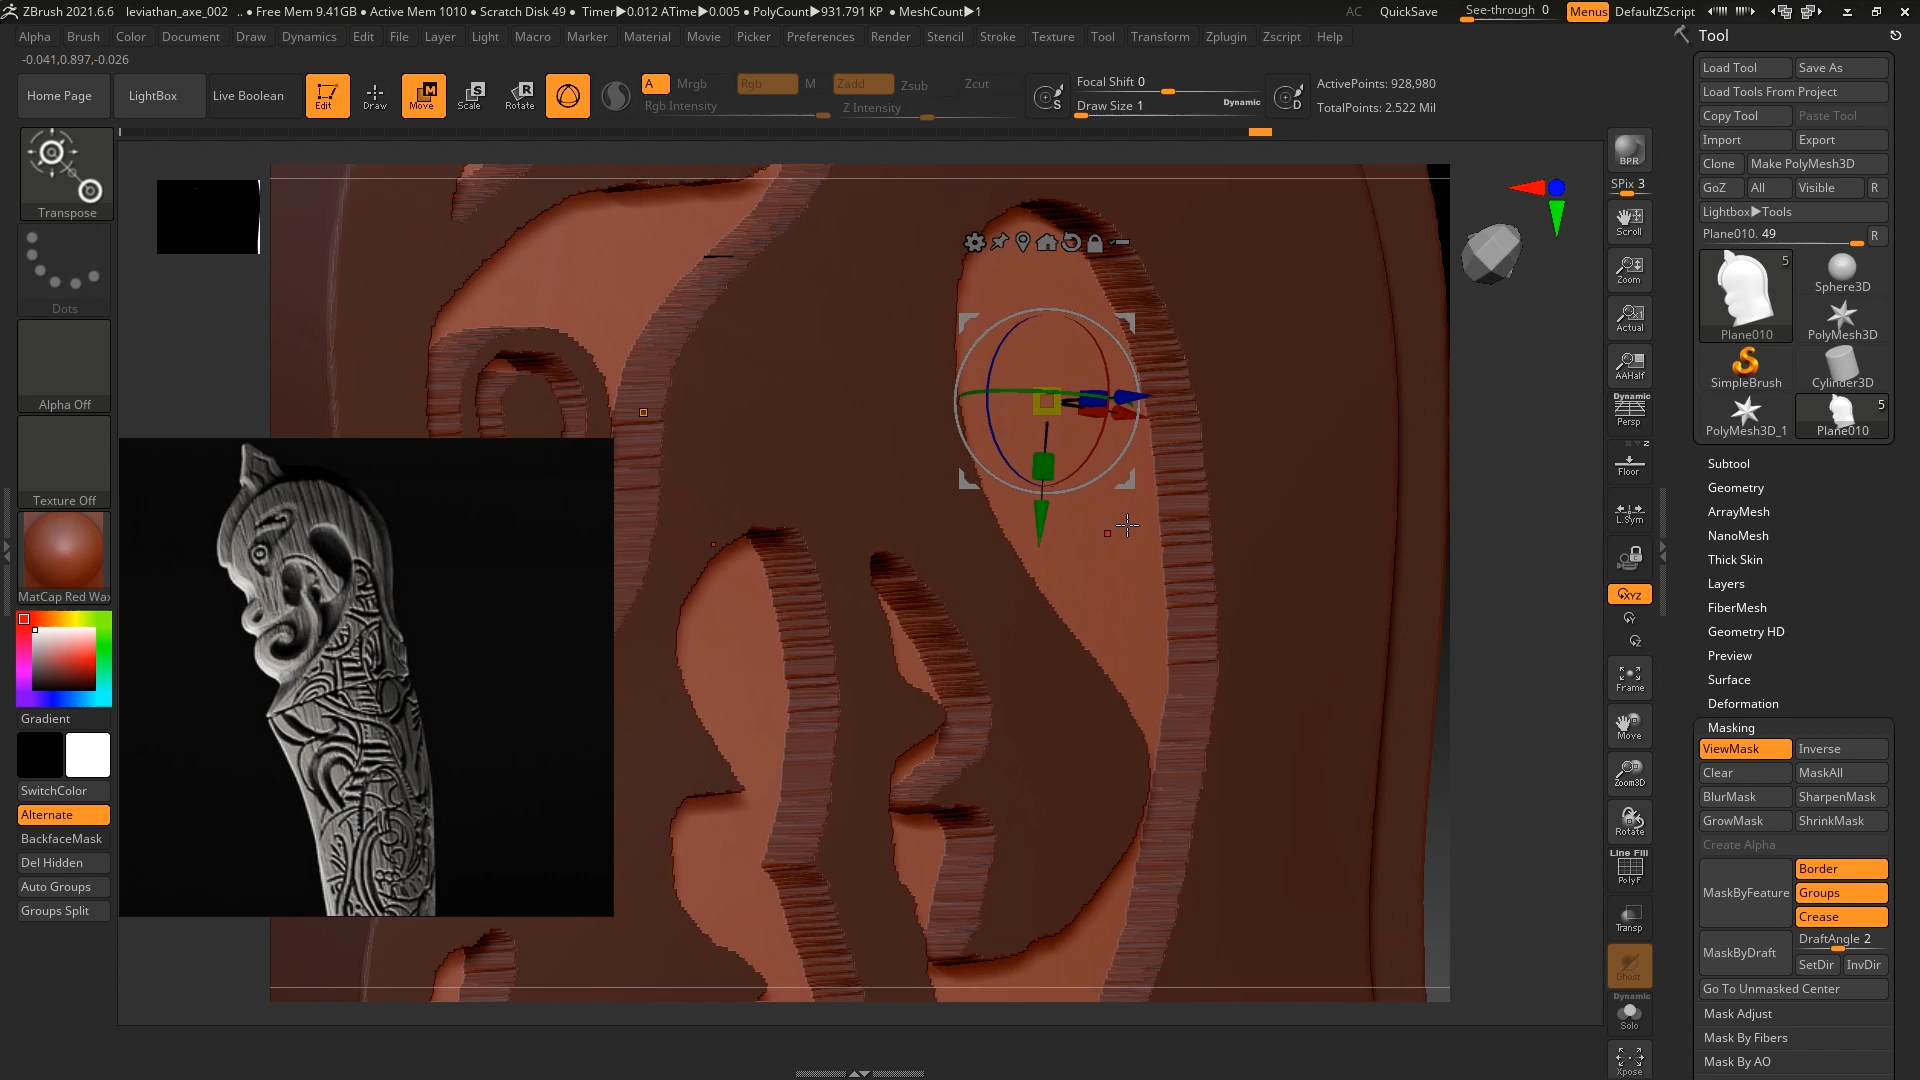 ZBrush 2021.6.6 leviathan_axe_002 .. ● Free Mem 9.41GB ● Active Mem 1010 ● Scratch Disk 49 ● Timer▶0.012 ATime▶0.005 ● PolyCount▶931.791 KP ● MeshCount▶1 AC QuickSave See-through 0 Menus DefaultZScript
Alpha Brush Color Document Draw Dynamics Edit File Layer Light Macro Marker Material Movie Picker Preferences Render Stencil Stroke Texture Tool Transform Zplugin Zscript Help
-0.041,0.897,-0.026
Home Page LightBox Live Boolean Edit Draw Move Scale Rotate
A Mrgb Rgb M Zadd Zsub Zcut
Rgb Intensity Z Intensity
Focal Shift 0
Draw Size 1 Dynamic
ActivePoints: 928,980
TotalPoints: 2.522 Mil
Transpose
Dots
Alpha Off
Texture Off
MatCap Red Wax
Gradient
SwitchColor
Alternate
BackfaceMask
Del Hidden
Auto Groups
Groups Split
BPR
SPix 3
Scroll
Zoom
Actual
AAHalf
Dynamic
Persp
Floor
L.Sym
XYZ
Frame
Move
Zoom3D
Rotate
Line Fill
PolyF
Transp
Ghost
Dynamic
Solo
Xpose
Tool
Load Tool Save As
Load Tools From Project
Copy Tool Paste Tool
Import Export
Clone Make PolyMesh3D
GoZ All Visible R
Lightbox▶Tools
Plane010. 49 R
5
Plane010 Sphere3D
PolyMesh3D
SimpleBrush Cylinder3D
5
PolyMesh3D_1 Plane010
Subtool
Geometry
ArrayMesh
NanoMesh
Thick Skin
Layers
FiberMesh
Geometry HD
Preview
Surface
Deformation
Masking
ViewMask Inverse
Clear MaskAll
BlurMask SharpenMask
GrowMask ShrinkMask
Create Alpha
MaskByFeature Border
Groups
Crease
MaskByDraft DraftAngle 2
SetDir InvDir
Go To Unmasked Center
Mask Adjust
Mask By Fibers
Mask By AO